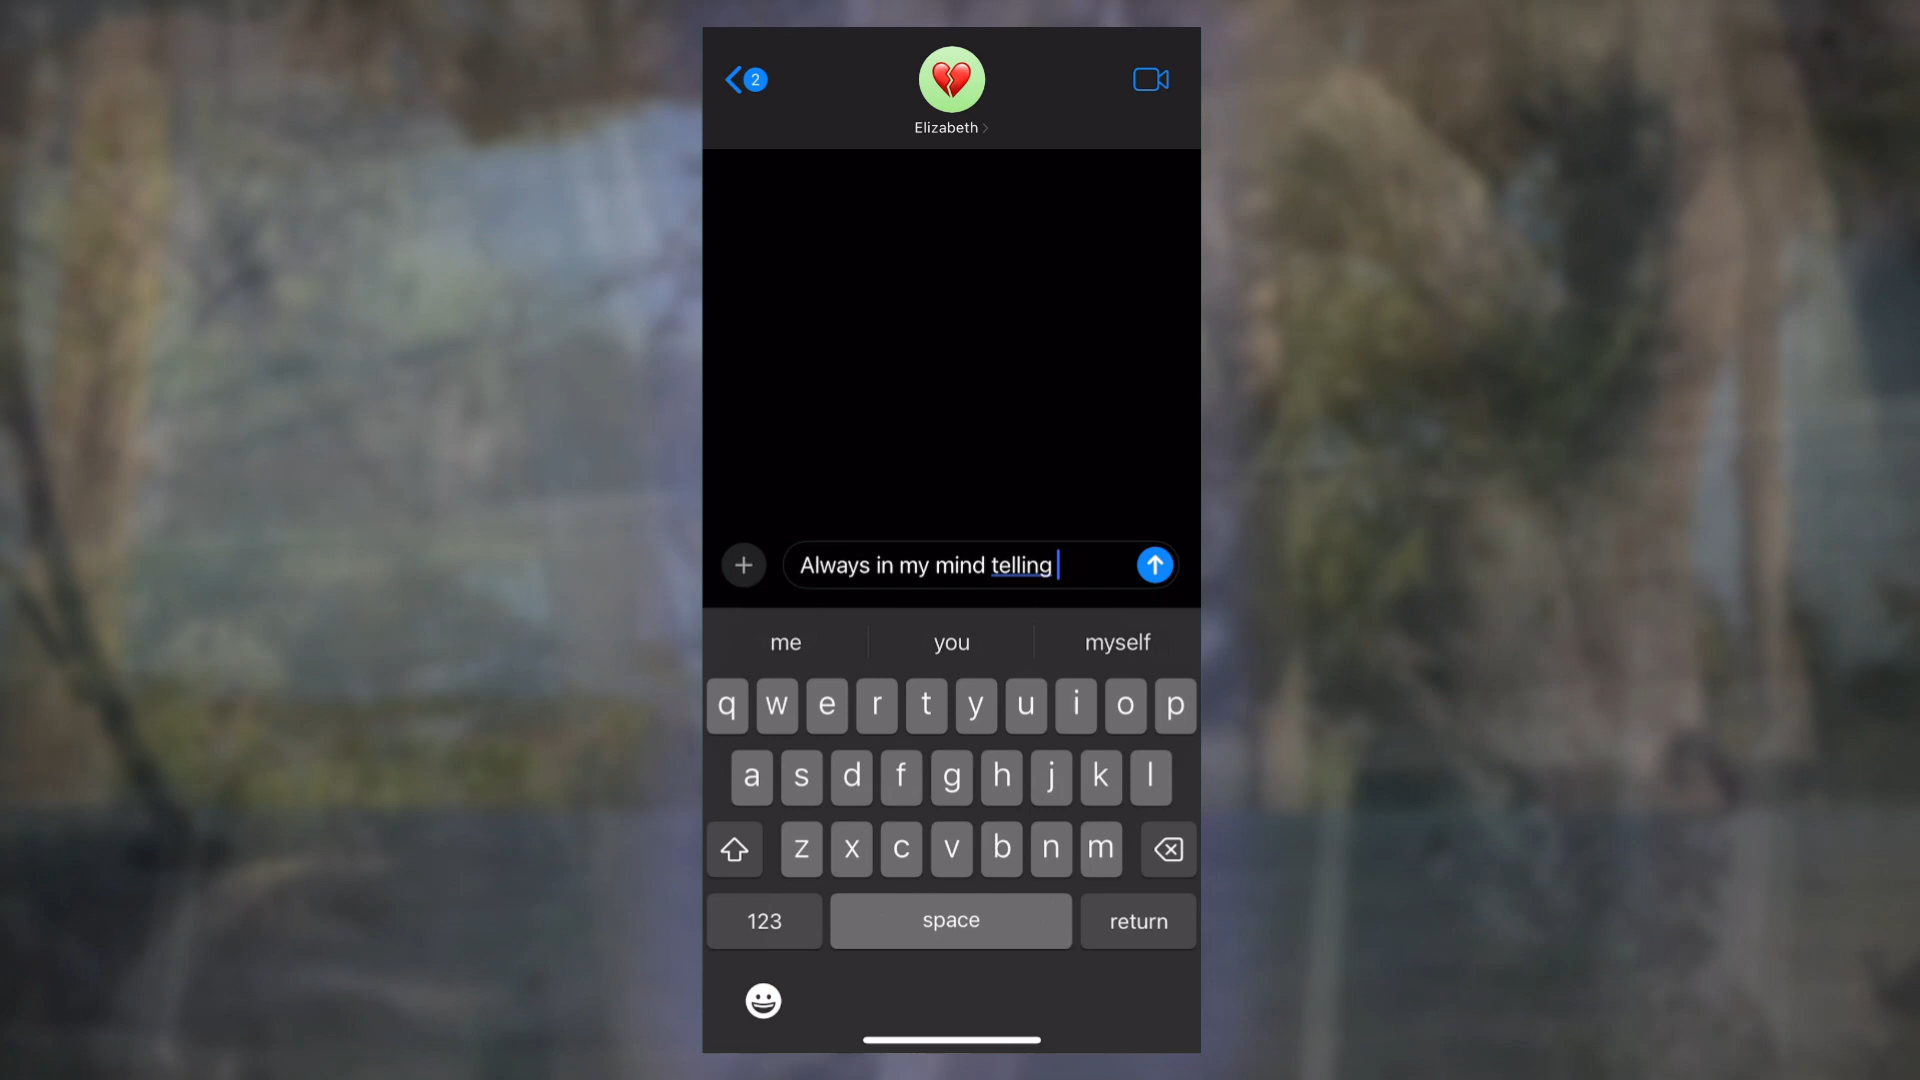 2
Elizabeth
Always in my mind telling
me you myself
q w e r t y u i o p
a s d f g h j k l
z x c v b n m
123 space return